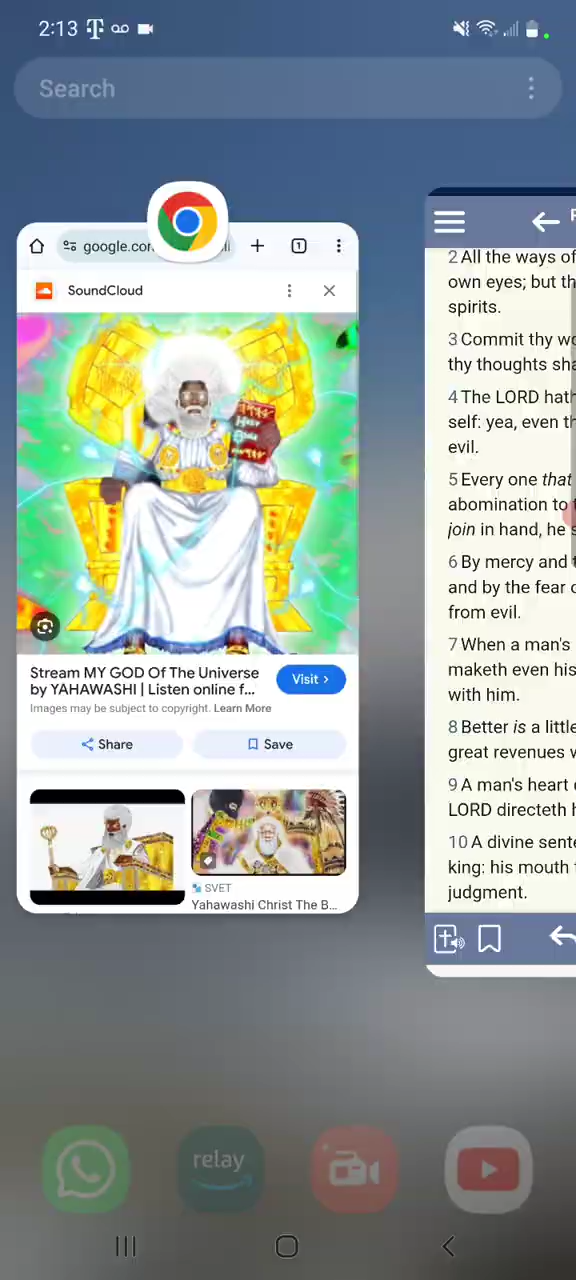 2:13
Search
google.com
SoundCloud
HOLY
Stream MY GOD Of The Universe
by YAHAWASHI | Listen online f...
Visit >
Images may be subject to copyright. Learn More
Share
Save
SVET
Yahawashi Christ The B...
2 All the ways of
own eyes; but th
spirits.
3 Commit thy wo
thy thoughts sha
4 The LORD hath
self: yea, even th
evil.
5 Every one that
abomination to t
join in hand, he s
6 By mercy and t
and by the fear o
from evil.
7 When a man's
maketh even his
with him.
8 Better is a little
great revenues w
9 A man's heart d
LORD directeth h
10 A divine sente
king: his mouth t
judgment.
relay